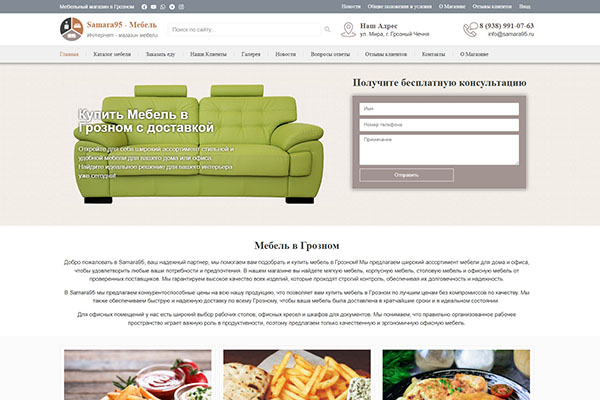 Мебельный магазин в Грозном
Новости Общие положения и условия О Магазине Отзывы клиентов Вход
Samara95 - Мебель
Интернет - магазин мебели
Поиск по сайту...
Наш Адрес
ул. Мира, г. Грозный Чечня
8 (938) 991-07-63
info@samara95.ru
Главная Каталог мебели Заказать еду Наши Клиенты Галерея Новости Вопросы ответы Отзывы клиентов Контакты О Магазине
Купить Мебель в
Грозном с доставкой
Откройте для себя широкий ассортимент стильной и
удобной мебели для вашего дома или офиса.
Найдите идеальное решение для вашего интерьера
уже сегодня!
Получите бесплатную консультацию
Имя
Номер телефона
Примечание
Отправить
Мебель в Грозном
Добро пожаловать в Samara95, ваш надежный партнер, мы поможем вам подобрать и купить мебель в Грозном! Мы предлагаем широкий ассортимент мебели для дома и офиса,
чтобы удовлетворить любые ваши потребности и предпочтения. В нашем магазине вы найдете мягкую мебель, корпусную мебель, столовую мебель и офисную мебель от
проверенных поставщиков. Мы гарантируем высокое качество всех изделий, которые проходят строгий контроль, обеспечивая их долговечность и надежность.
В Samara95 мы предлагаем конкурентоспособные цены на всю нашу продукцию, что позволяет вам купить мебель в Грозном по лучшим ценам без компромиссов по качеству. Мы
также обеспечиваем быструю и надежную доставку по всему Грозному, чтобы ваша мебель была доставлена в кратчайшие сроки и в идеальном состоянии.
Для офисных помещений у нас есть широкий выбор рабочих столов, офисных кресел и шкафов для документов. Мы понимаем, что правильно организованное рабочее
пространство играет важную роль в продуктивности, поэтому предлагаем только качественную и эргономичную офисную мебель.